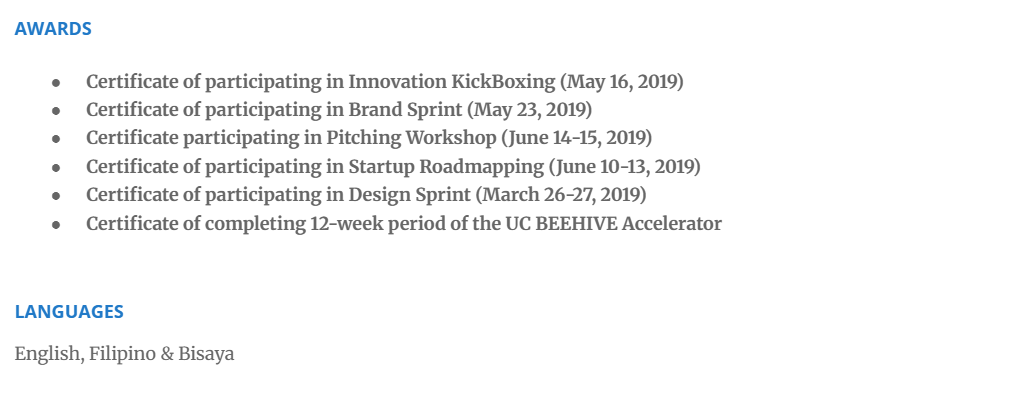 AWARDS
● Certificate of participating in Innovation KickBoxing (May 16, 2019)
● Certificate of participating in Brand Sprint (May 23, 2019)
● Certificate participating in Pitching Workshop (June 14-15, 2019)
● Certificate of participating in Startup Roadmapping (June 10-13, 2019)
● Certificate of participating in Design Sprint (March 26-27, 2019)
● Certificate of completing 12-week period of the UC BEEHIVE Accelerator
LANGUAGES
English, Filipino & Bisaya